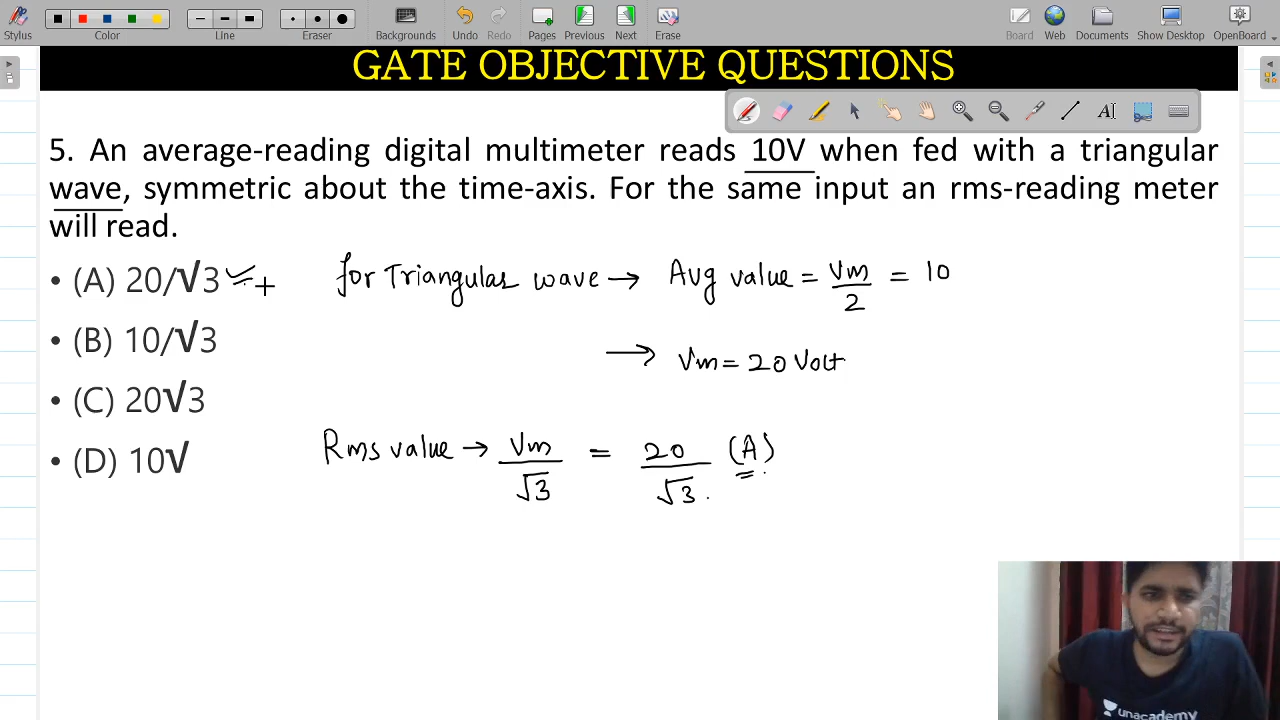 Stylus
Color
Line
Eraser
Backgrounds
Undo
Redo
Pages
Previous
Next
Erase
Board
Web
Documents
Show Desktop
OpenBoard
GATE OBJECTIVE QUESTIONS
5. An average-reading digital multimeter reads 10V when fed with a triangular
wave, symmetric about the time-axis. For the same input an rms-reading meter
will read.
• (A) 20/√3
• (B) 10/√3
• (C) 20√3
• (D) 10√
for Triangular wave → Avg value = Vm/2 = 10
→ Vm = 20 Volt
Rms value → Vm/√3 = 20/√3. (A)
unacademy